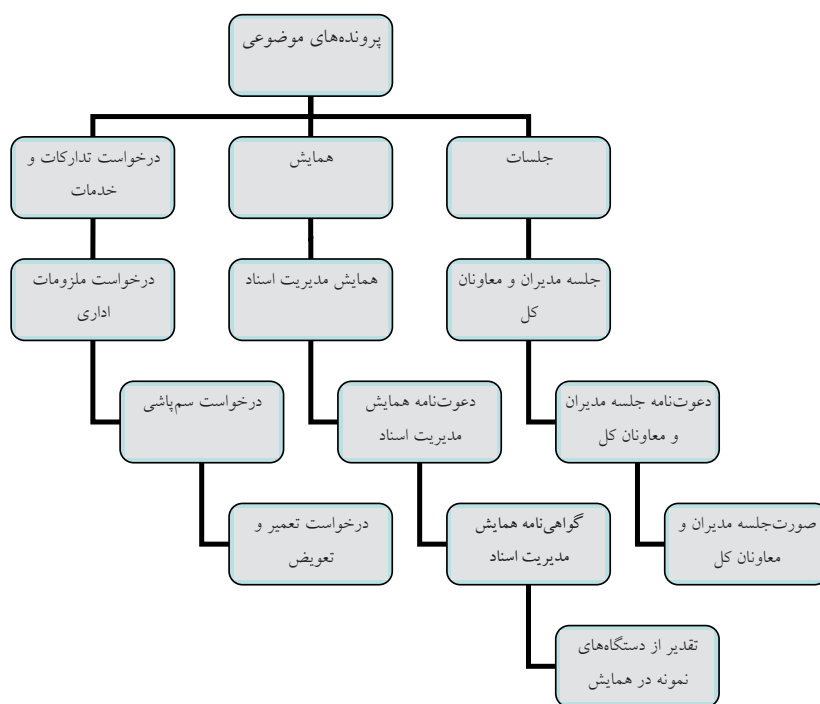 پرونده‌های موضوعی
جلسات
همایش
درخواست تدارکات و
خدمات
جلسه مدیران و معاونان
کل
همایش مدیریت اسناد
درخواست ملزومات
اداری
دعوت‌نامه جلسه مدیران
و معاونان کل
دعوت‌نامه همایش
مدیریت اسناد
درخواست سم‌پاشی
صورت‌جلسه مدیران و
معاونان کل
گواهی‌نامه همایش
مدیریت اسناد
درخواست تعمیر و
تعویض
تقدیر از دستگاه‌های
نمونه در همایش